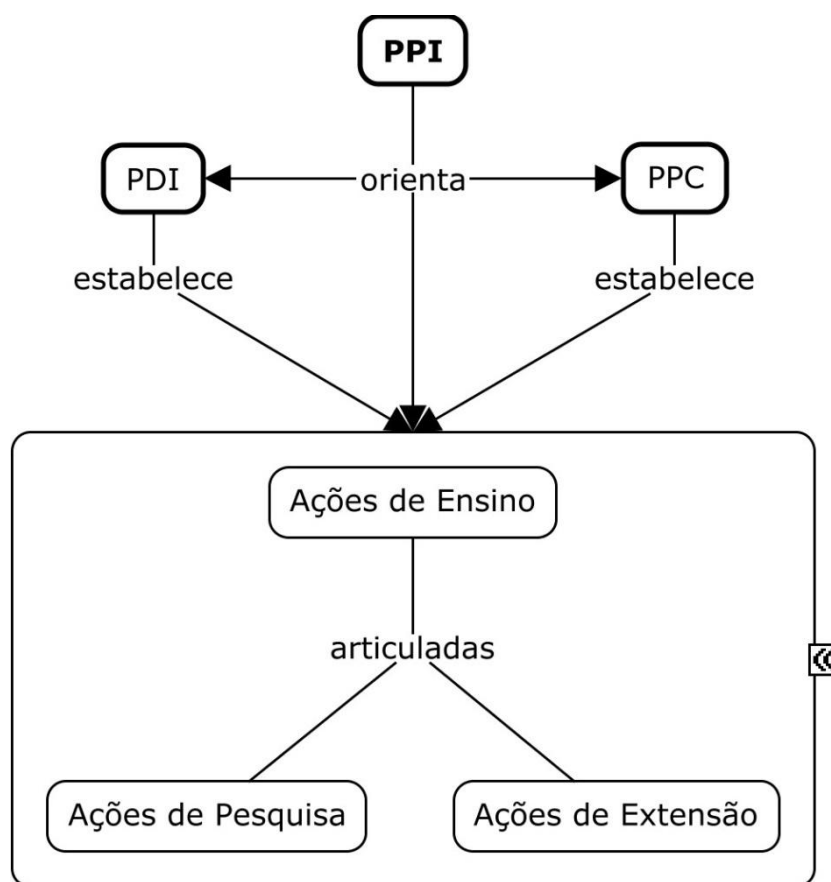 PPI
PDI
orienta
PPC
estabelece
estabelece
Ações de Ensino
articuladas
Ações de Pesquisa
Ações de Extensão